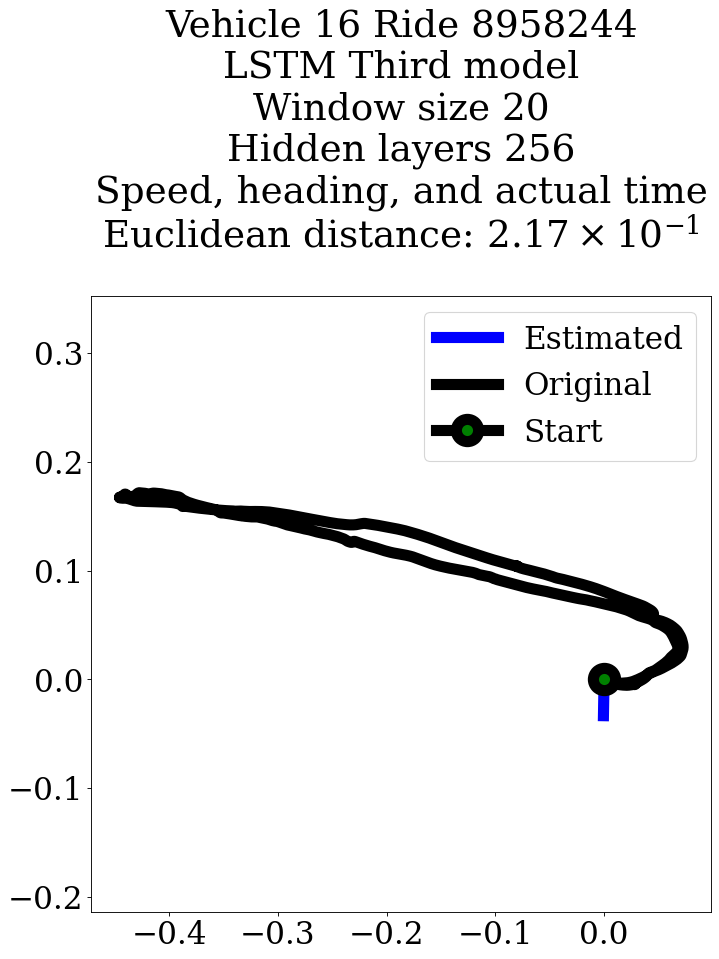 Vehicle 16 Ride 8958244
LSTM Third model
Window size 20
Hidden layers 256
Speed, heading, and actual time
Euclidean distance: 2.17 × 10⁻¹
Estimated
Original
Start
0.3
0.2
0.1
0.0
−0.1
−0.2
−0.4 −0.3 −0.2 −0.1 0.0